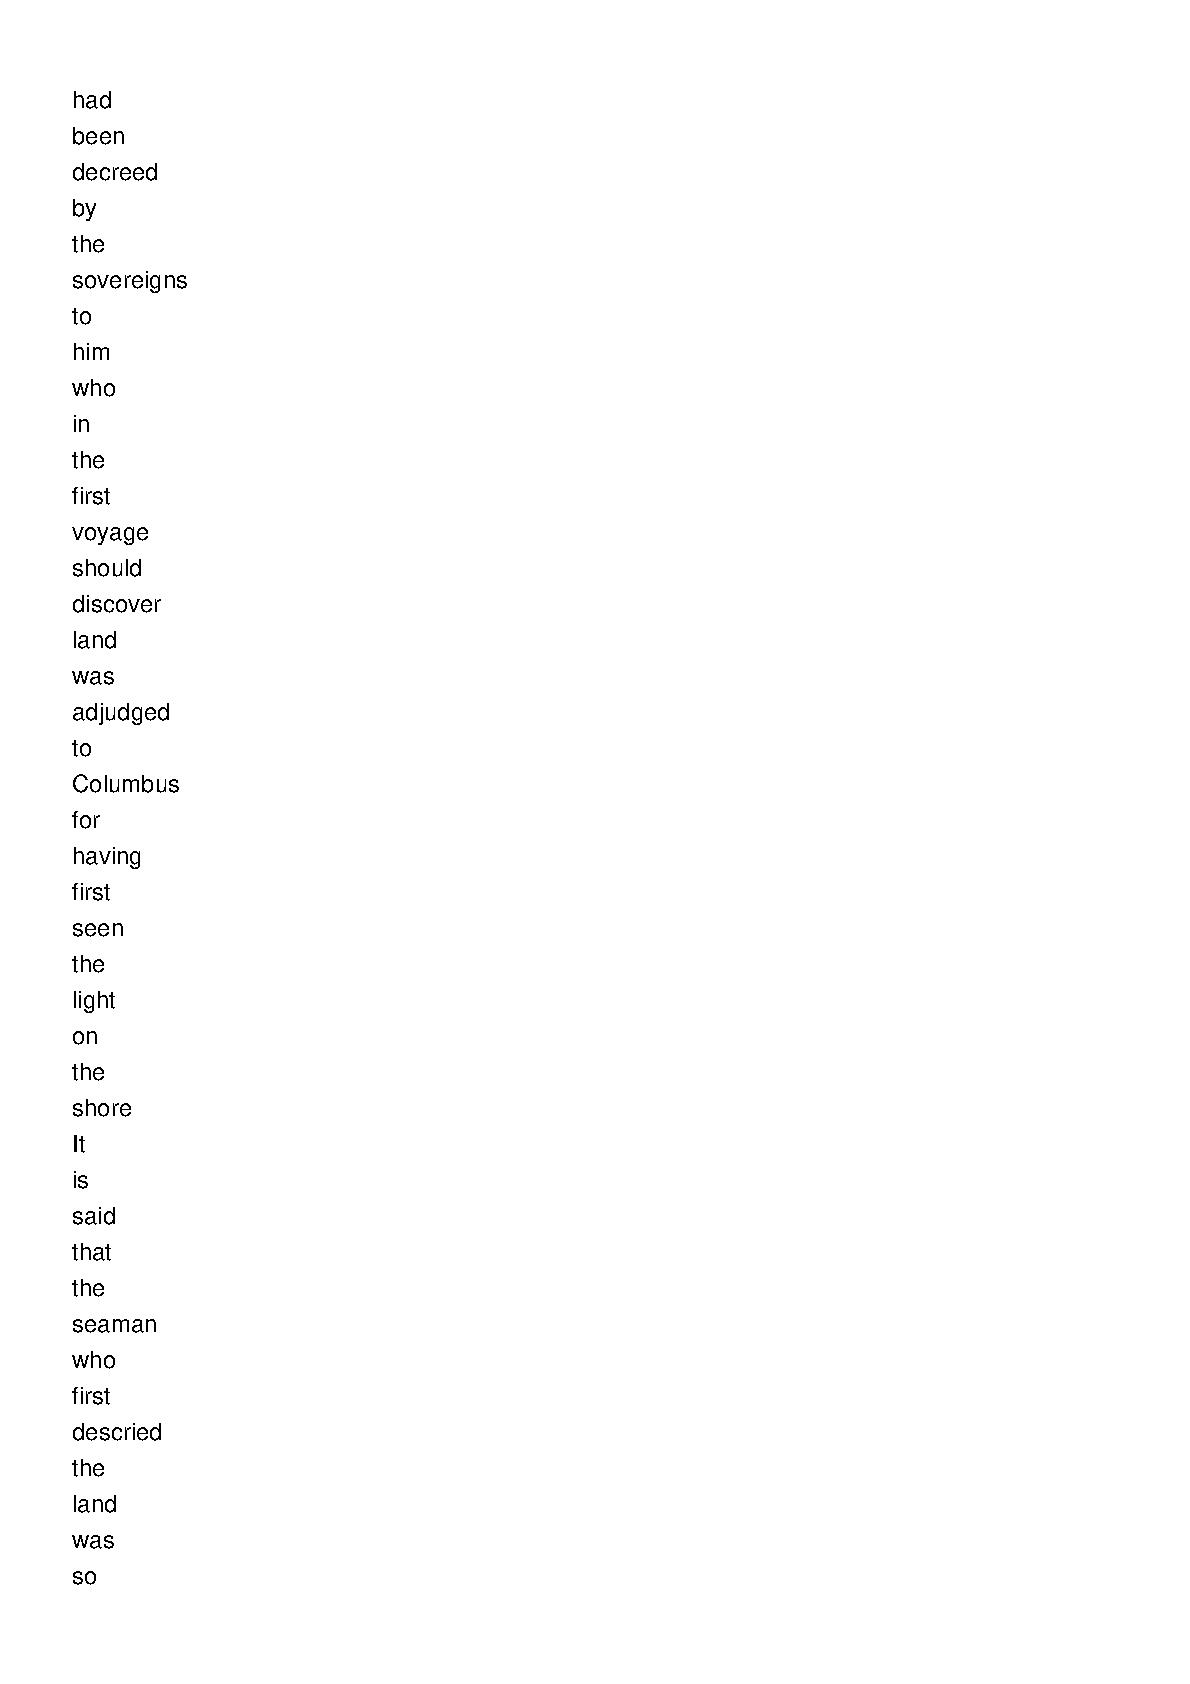 had
been
decreed
by
the
sovereigns
to
him
who
in
the
first
voyage
should
discover
land
was
adjudged
to
Columbus
for
having
first
seen
the
light
on
the
shore
It
is
said
that
the
seaman
who
first
descried
the
land
was
so